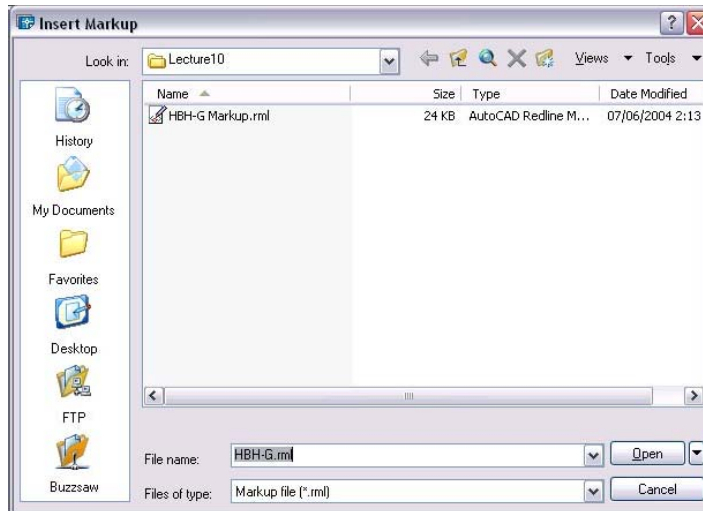 Insert Markup
Look in: Lecture10 Views Tools
Name Size Type Date Modified
HBH-G Markup.rml 24 KB AutoCAD Redline M... 07/06/2004 2:13
History
My Documents
Favorites
Desktop
FTP
Buzzsaw
File name: HBH-G.rml Open
Files of type: Markup file (*.rml) Cancel